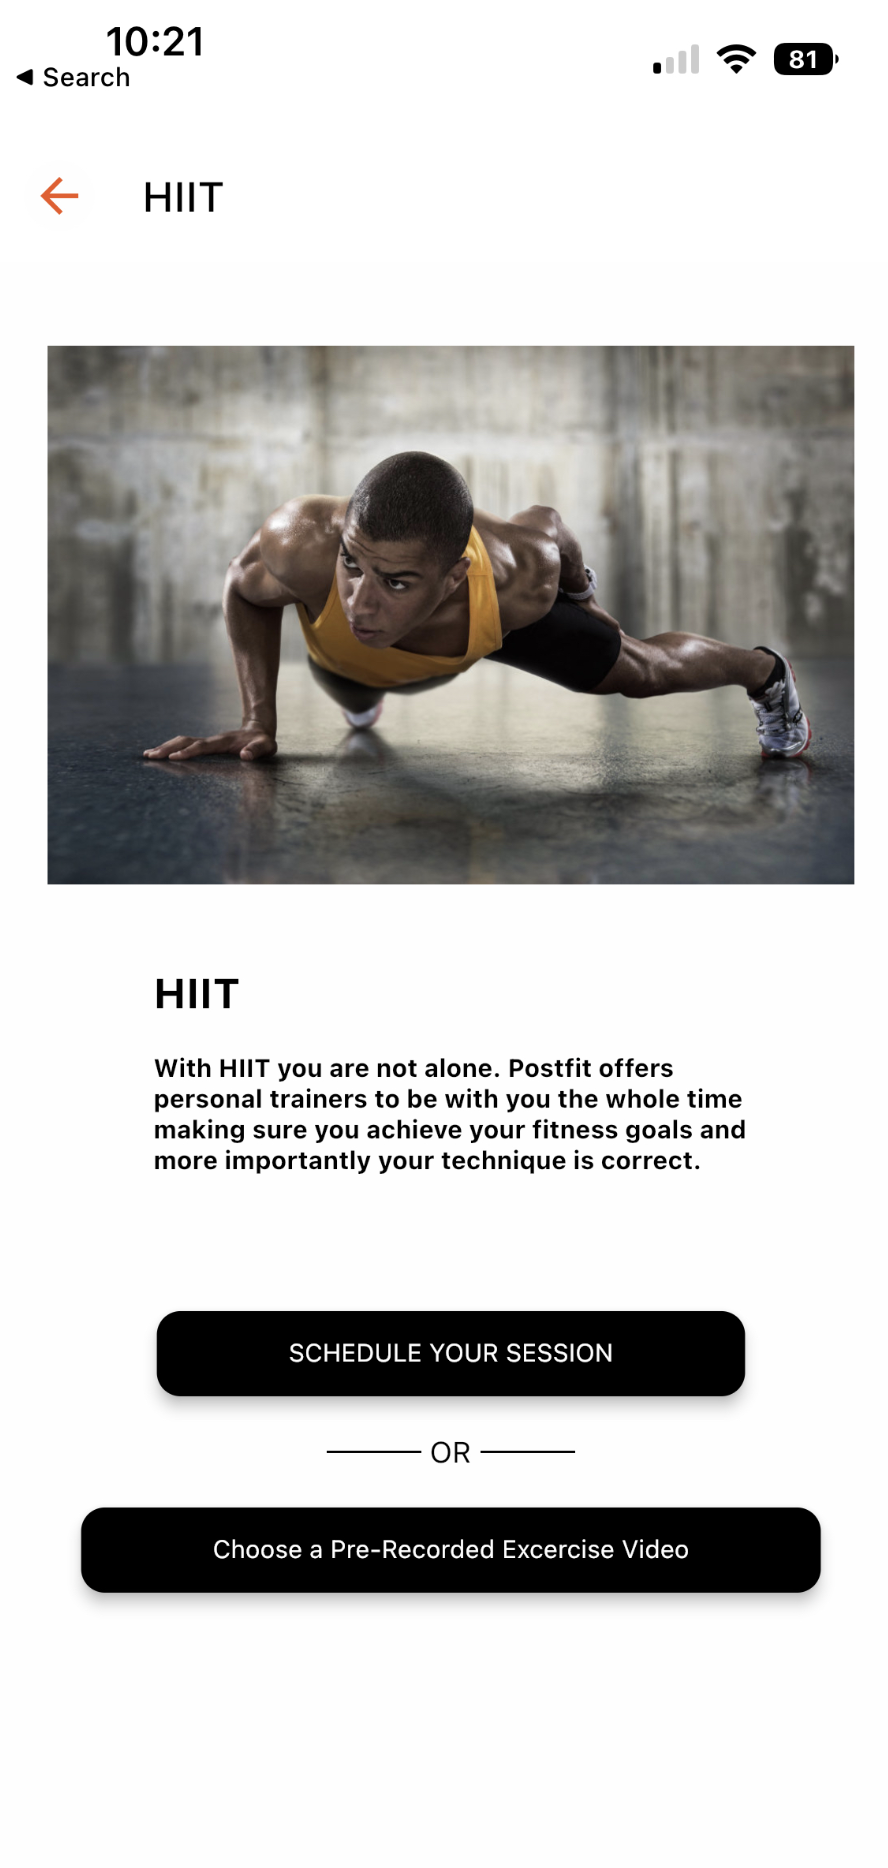 10:21
Search
81
HIIT
HIIT
With HIIT you are not alone. Postfit offers
personal trainers to be with you the whole time
making sure you achieve your fitness goals and
more importantly your technique is correct.
SCHEDULE YOUR SESSION
OR
Choose a Pre-Recorded Excercise Video